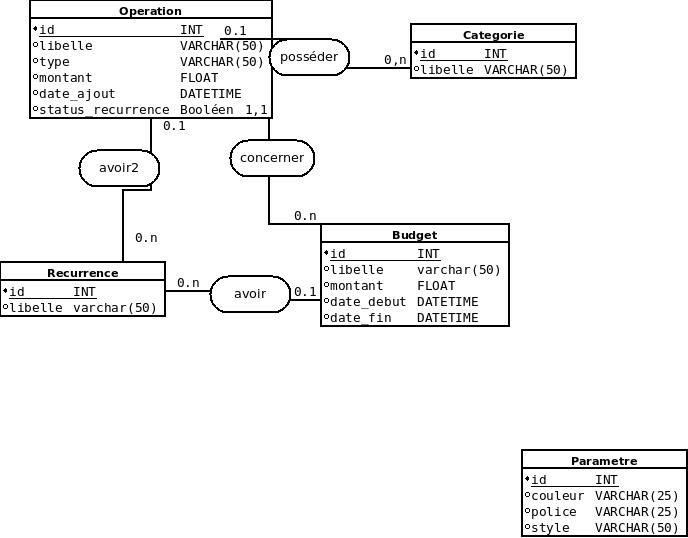 Operation
id INT
libelle VARCHAR(50)
type VARCHAR(50)
montant FLOAT
date_ajout DATETIME
status_recurrence Booléen
0.1
posséder
0,n
Categorie
id INT
libelle VARCHAR(50)
1,1
concerner
0.n
0.1
avoir2
0.n
Budget
id INT
libelle varchar(50)
montant FLOAT
date_debut DATETIME
date_fin DATETIME
Recurrence
id INT
libelle varchar(50)
0.n
avoir
0.1
Parametre
id INT
couleur VARCHAR(25)
police VARCHAR(25)
style VARCHAR(50)